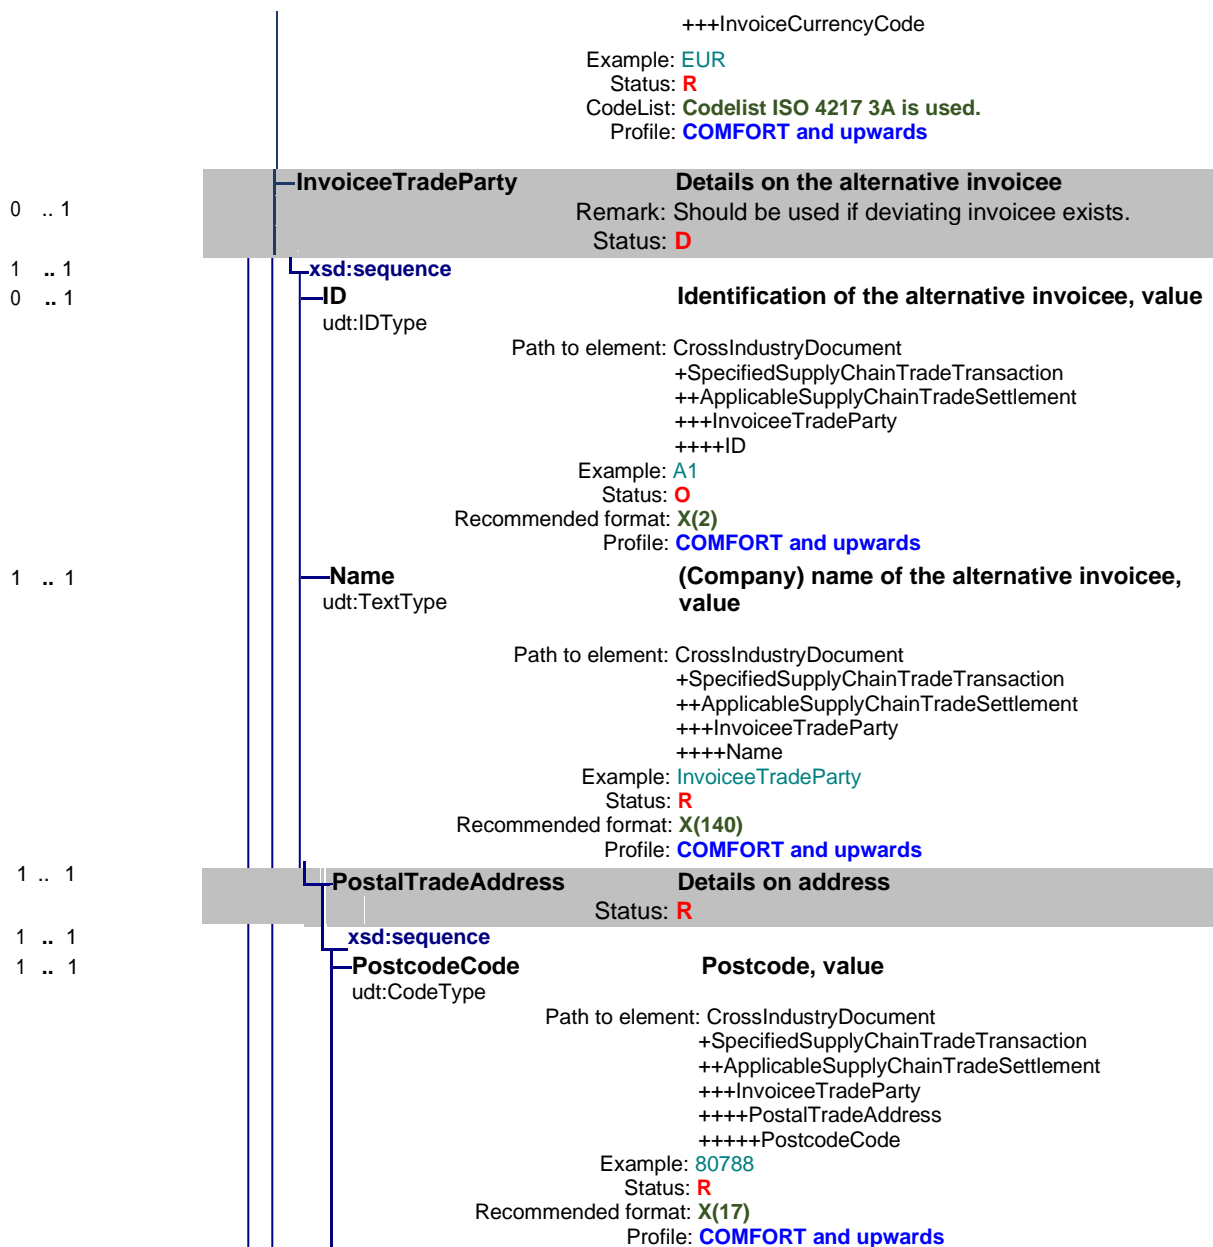 +++InvoiceCurrencyCode
Example: EUR
Status: R
CodeList: Codelist ISO 4217 3A is used.
Profile: COMFORT and upwards
InvoiceeTradeParty Details on the alternative invoicee
0 .. 1 Remark: Should be used if deviating invoicee exists.
Status: D
1 .. 1 xsd:sequence
0 .. 1 ID Identification of the alternative invoicee, value
udt:IDType
Path to element: CrossIndustryDocument
+SpecifiedSupplyChainTradeTransaction
++ApplicableSupplyChainTradeSettlement
+++InvoiceeTradeParty
++++ID
Example: A1
Status: O
Recommended format: X(2)
Profile: COMFORT and upwards
1 .. 1 Name (Company) name of the alternative invoicee,
udt:TextType value
Path to element: CrossIndustryDocument
+SpecifiedSupplyChainTradeTransaction
++ApplicableSupplyChainTradeSettlement
+++InvoiceeTradeParty
++++Name
Example: InvoiceeTradeParty
Status: R
Recommended format: X(140)
Profile: COMFORT and upwards
1 .. 1 PostalTradeAddress Details on address
Status: R
1 .. 1 xsd:sequence
1 .. 1 PostcodeCode Postcode, value
udt:CodeType
Path to element: CrossIndustryDocument
+SpecifiedSupplyChainTradeTransaction
++ApplicableSupplyChainTradeSettlement
+++InvoiceeTradeParty
++++PostalTradeAddress
+++++PostcodeCode
Example: 80788
Status: R
Recommended format: X(17)
Profile: COMFORT and upwards